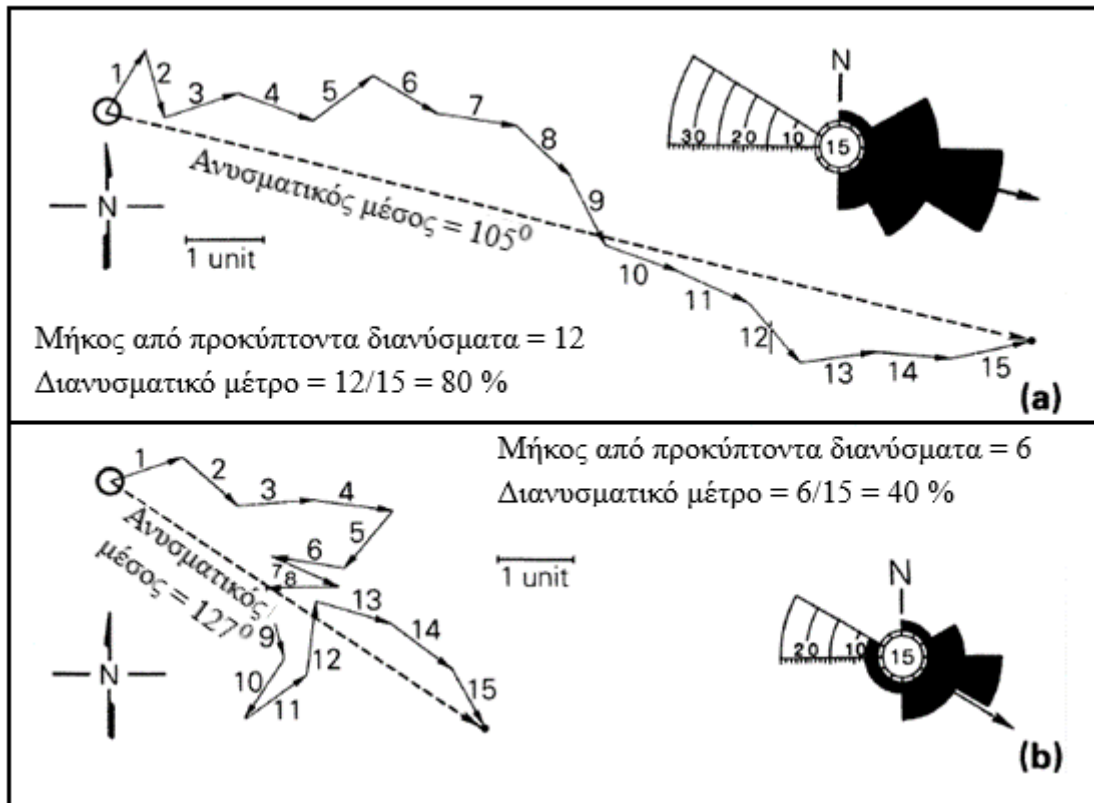 1 2 3 4 5 6 7 8 9 10 11 12 13 14 15
N
30 20 10 15
N
Ανυσματικός μέσος = 105⁰
1 unit
Μήκος από προκύπτοντα διανύσματα = 12
Διανυσματικό μέτρο = 12/15 = 80 %
(a)
Μήκος από προκύπτοντα διανύσματα = 6
Διανυσματικό μέτρο = 6/15 = 40 %
1 2 3 4 5 6 7 8 9 10 11 12 13 14 15
Ανυσματικός
μέσος = 127⁰
1 unit
N
20 10 15
N
(b)